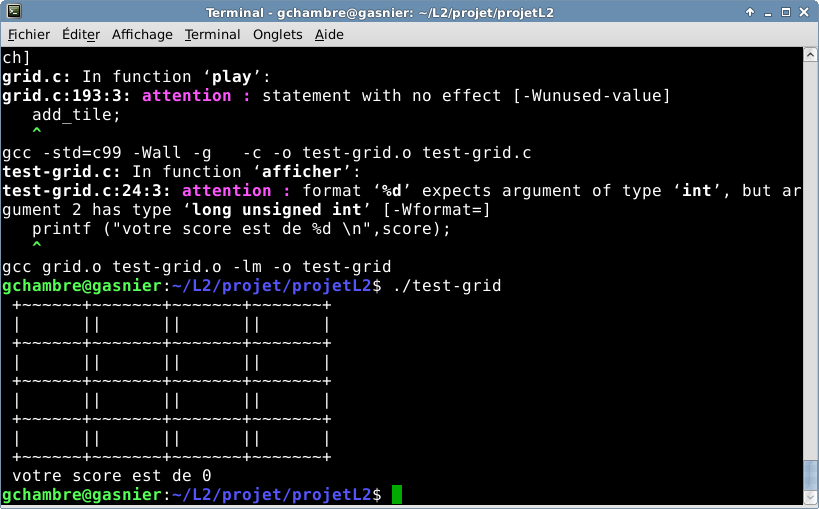 Terminal - gchambre@gasnier: ~/L2/projet/projetL2
Fichier Éditer Affichage Terminal Onglets Aide
ch]
grid.c: In function ‘play’:
grid.c:193:3: attention : statement with no effect [-Wunused-value]
   add_tile;
   ^
gcc -std=c99 -Wall -g   -c -o test-grid.o test-grid.c
test-grid.c: In function ‘afficher’:
test-grid.c:24:3: attention : format ‘%d’ expects argument of type ‘int’, but ar
gument 2 has type ‘long unsigned int’ [-Wformat=]
   printf ("votre score est de %d \n",score);
   ^
gcc grid.o test-grid.o -lm -o test-grid
gchambre@gasnier:~/L2/projet/projetL2$ ./test-grid
 +~~~~~~+~~~~~~~+~~~~~~~+~~~~~~~+
 |      ||      ||      ||      |
 +~~~~~~+~~~~~~~+~~~~~~~+~~~~~~~+
 |      ||      ||      ||      |
 +~~~~~~+~~~~~~~+~~~~~~~+~~~~~~~+
 |      ||      ||      ||      |
 +~~~~~~+~~~~~~~+~~~~~~~+~~~~~~~+
 |      ||      ||      ||      |
 +~~~~~~+~~~~~~~+~~~~~~~+~~~~~~~+
 votre score est de 0
gchambre@gasnier:~/L2/projet/projetL2$